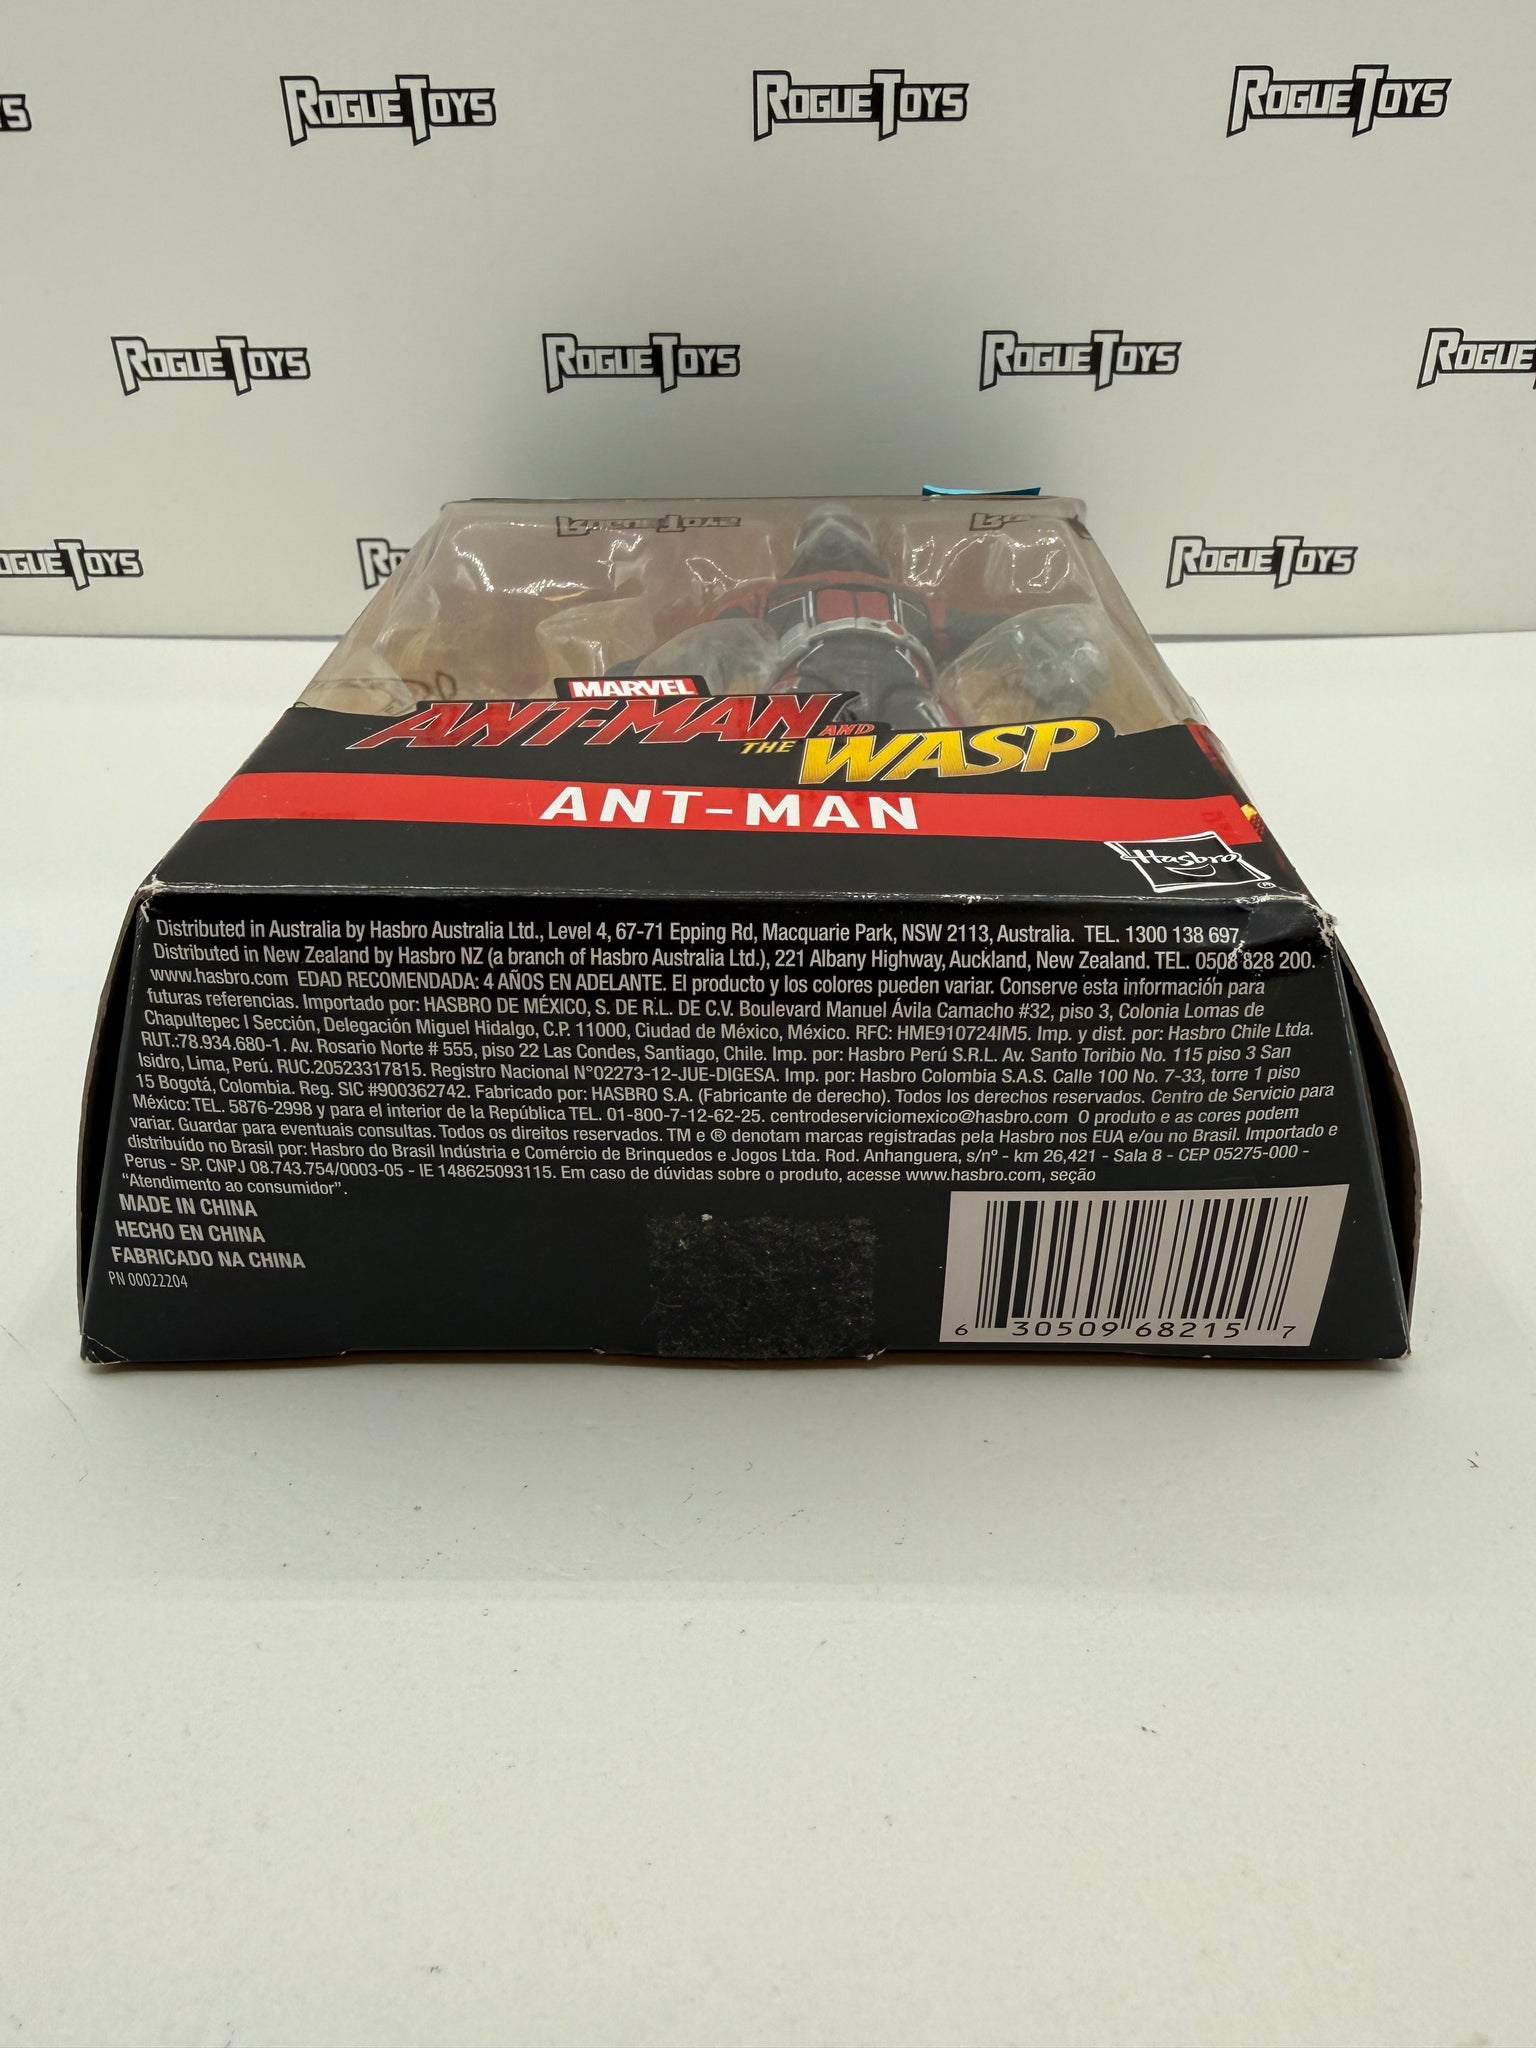 ROGUE TOYS
ROGUE TOYS
ROGUE TOYS
ROGUE TOYS
ROGUE TOYS
ROGUE TOYS
ROGUE
ROGUE TOYS
MARVEL
ANT-MAN AND
THE WASP
ANT-MAN
Hasbro
Distributed in Australia by Hasbro Australia Ltd., Level 4, 67-71 Epping Rd, Macquarie Park, NSW 2113, Australia. TEL. 1300 138 697.
Distributed in New Zealand by Hasbro NZ (a branch of Hasbro Australia Ltd.), 221 Albany Highway, Auckland, New Zealand. TEL. 0508 828 200.
www.hasbro.com EDAD RECOMENDADA: 4 AÑOS EN ADELANTE. El producto y los colores pueden variar. Conserve esta información para
futuras referencias. Importado por: HASBRO DE MÉXICO, S. DE R.L. DE C.V. Boulevard Manuel Ávila Camacho #32, piso 3, Colonia Lomas de
Chapultepec I Sección, Delegación Miguel Hidalgo, C.P. 11000, Ciudad de México, México. RFC: HME910724IM5. Imp. y dist. por: Hasbro Chile Ltda.
RUT.:78.934.680-1. Av. Rosario Norte # 555, piso 22 Las Condes, Santiago, Chile. Imp. por: Hasbro Perú S.R.L. Av. Santo Toribio No. 115 piso 3 San
Isidro, Lima, Perú. RUC.20523317815. Registro Nacional N°02273-12-JUE-DIGESA. Imp. por: Hasbro Colombia S.A.S. Calle 100 No. 7-33, torre 1 piso
15 Bogotá, Colombia. Reg. SIC #900362742. Fabricado por: HASBRO S.A. (Fabricante de derecho). Todos los derechos reservados. Centro de Servicio para
México: TEL. 5876-2998 y para el interior de la República TEL. 01-800-7-12-62-25. centrodeserviciomexico@hasbro.com O produto e as cores podem
variar. Guardar para eventuais consultas. Todos os direitos reservados. TM e ® denotam marcas registradas pela Hasbro nos EUA e/ou no Brasil. Importado e
distribuído no Brasil por: Hasbro do Brasil Indústria e Comércio de Brinquedos e Jogos Ltda. Rod. Anhanguera, s/nº - km 26,421 - Sala 8 - CEP 05275-000 -
Perus - SP. CNPJ 08.743.754/0003-05 - IE 148625093115. Em caso de dúvidas sobre o produto, acesse www.hasbro.com, seção
"Atendimento ao consumidor".
MADE IN CHINA
HECHO EN CHINA
FABRICADO NA CHINA
PN 00022204
6 30509 68215 7